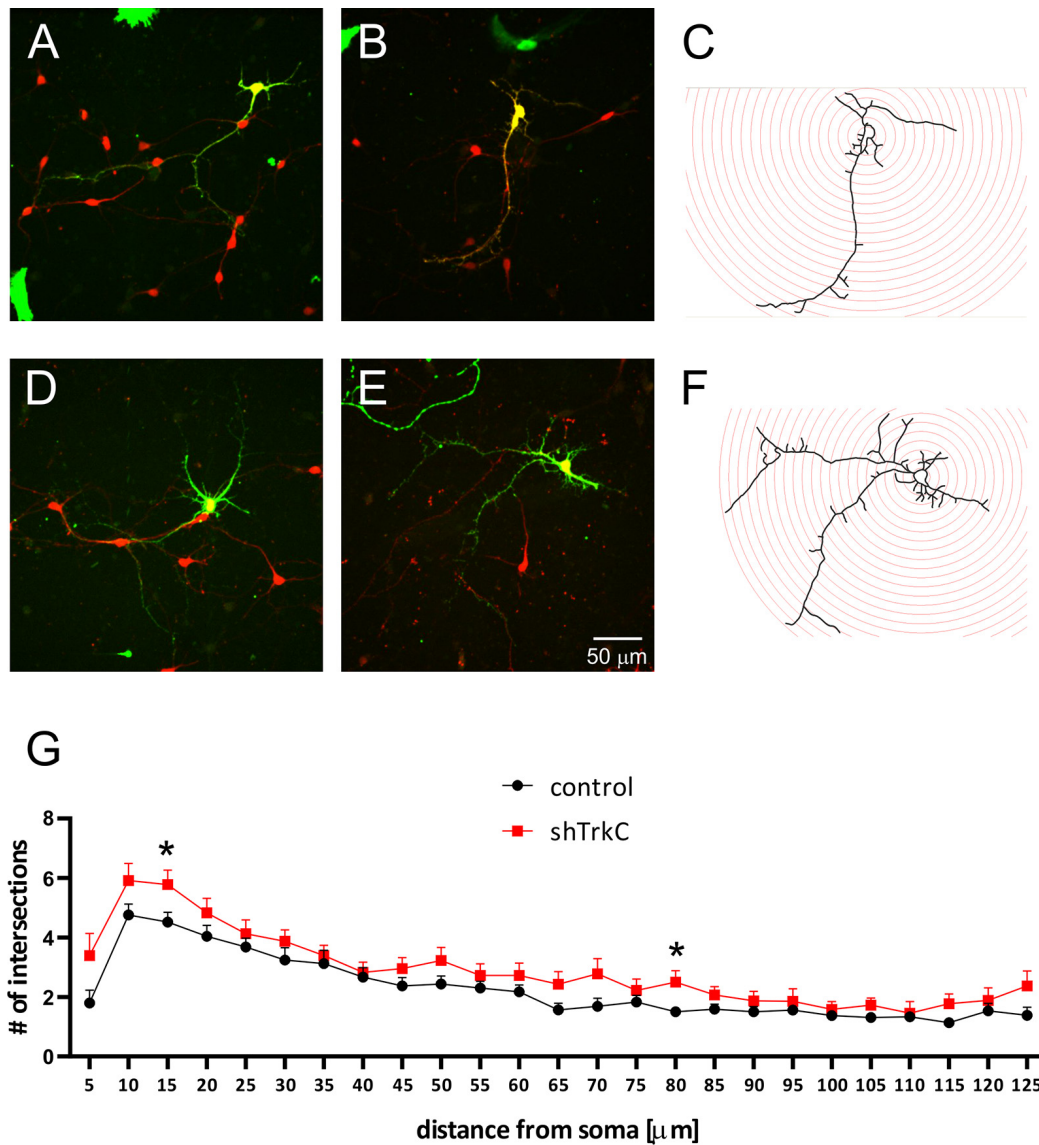 A
B
C
D
E
50 μm
F
G
control
shTrkC
*
*
8
6
4
2
0
# of intersections
5 10 15 20 25 30 35 40 45 50 55 60 65 70 75 80 85 90 95 100 105 110 115 120 125
distance from soma [μm]